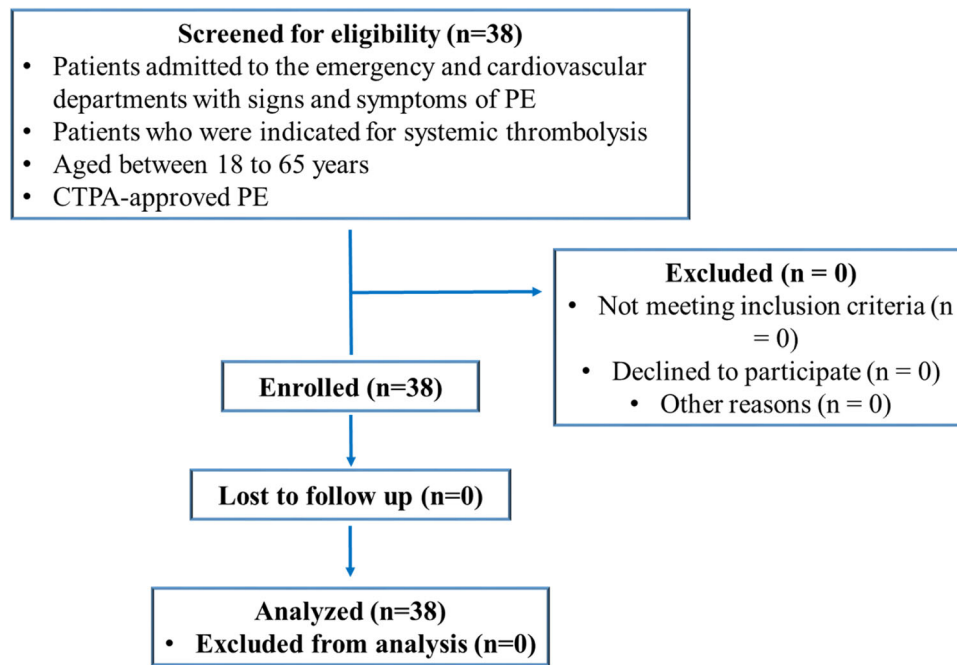 Screened for eligibility (n=38)
• Patients admitted to the emergency and cardiovascular
departments with signs and symptoms of PE
• Patients who were indicated for systemic thrombolysis
• Aged between 18 to 65 years
• CTPA-approved PE
Excluded (n = 0)
• Not meeting inclusion criteria (n
= 0)
• Declined to participate (n = 0)
• Other reasons (n = 0)
Enrolled (n=38)
Lost to follow up (n=0)
Analyzed (n=38)
• Excluded from analysis (n=0)